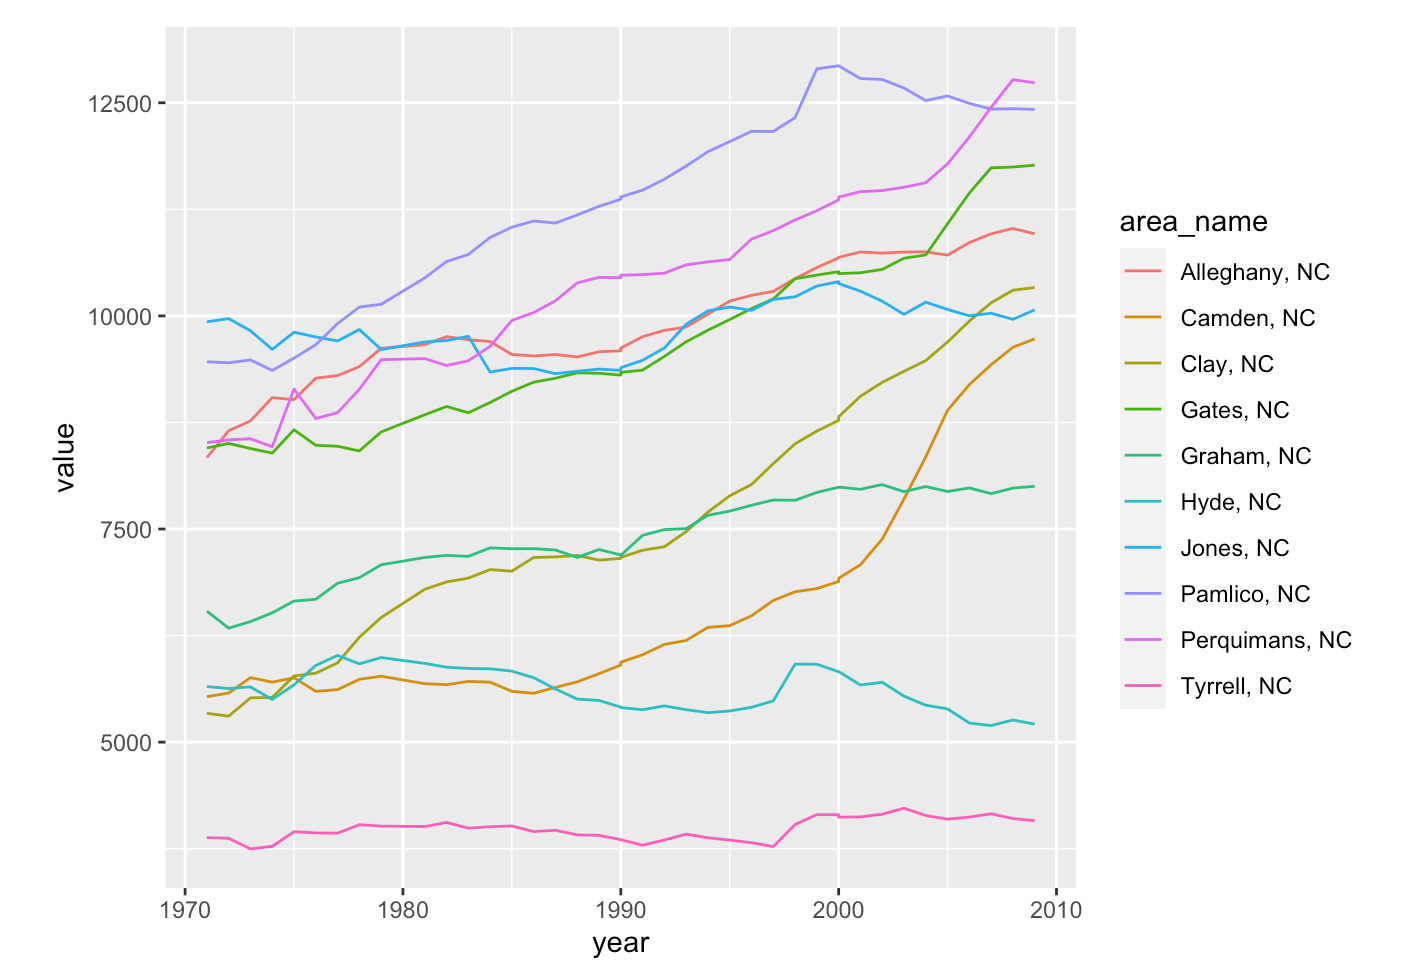 12500
10000
7500
5000
value
1970
1980
1990
2000
2010
year
area_name
Alleghany, NC
Camden, NC
Clay, NC
Gates, NC
Graham, NC
Hyde, NC
Jones, NC
Pamlico, NC
Perquimans, NC
Tyrrell, NC